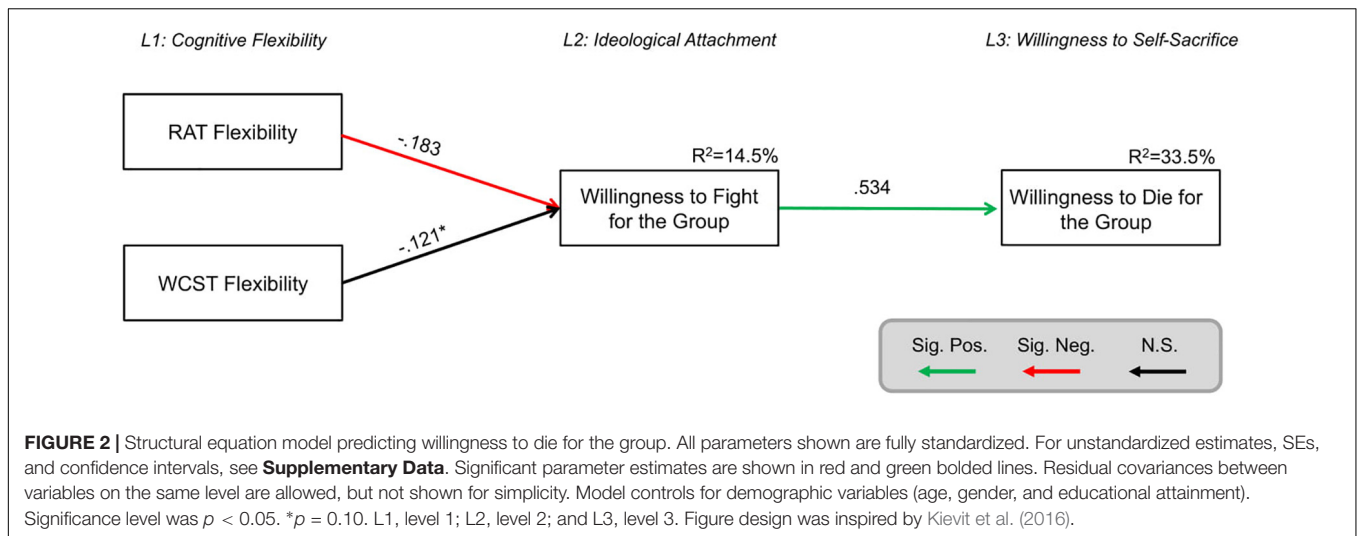 L1: Cognitive Flexibility
L2: Ideological Attachment
L3: Willingness to Self-Sacrifice
RAT Flexibility
-.183
R²=14.5%
R²=33.5%
Willingness to Fight
for the Group
.534
Willingness to Die for
the Group
-.121*
WCST Flexibility
Sig. Pos.
Sig. Neg.
N.S.
FIGURE 2 | Structural equation model predicting willingness to die for the group. All parameters shown are fully standardized. For unstandardized estimates, SEs,
and confidence intervals, see Supplementary Data. Significant parameter estimates are shown in red and green bolded lines. Residual covariances between
variables on the same level are allowed, but not shown for simplicity. Model controls for demographic variables (age, gender, and educational attainment).
Significance level was p < 0.05. *p = 0.10. L1, level 1; L2, level 2; and L3, level 3. Figure design was inspired by Kievit et al. (2016).